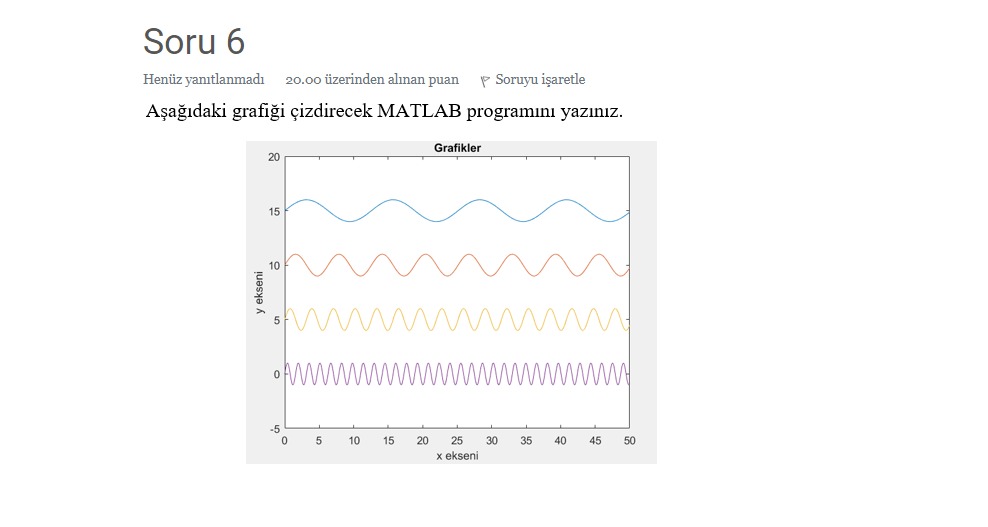 Soru 6
Henüz yanıtlanmadı 20.00 üzerinden alınan puan Soruyu işaretle
Aşağıdaki grafiği çizdirecek MATLAB programını yazınız.
Grafikler
20
15
10
5
0
-5
y ekseni
0 5 10 15 20 25 30 35 40 45 50
x ekseni